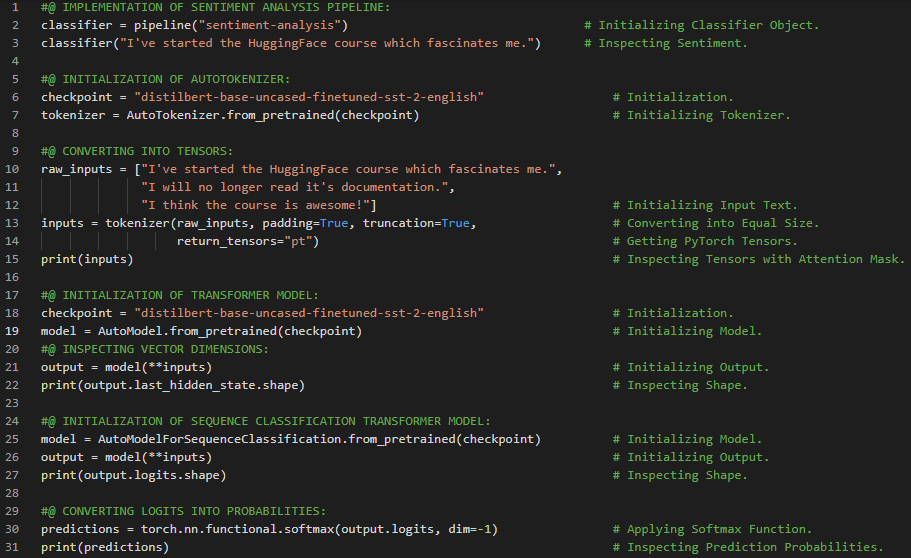 1 #@ IMPLEMENTATION OF SENTIMENT ANALYSIS PIPELINE:
2 classifier = pipeline("sentiment-analysis") # Initializing Classifier Object.
3 classifier("I've started the HuggingFace course which fascinates me.") # Inspecting Sentiment.
4
5 #@ INITIALIZATION OF AUTOTOKENIZER:
6 checkpoint = "distilbert-base-uncased-finetuned-sst-2-english" # Initialization.
7 tokenizer = AutoTokenizer.from_pretrained(checkpoint) # Initializing Tokenizer.
8
9 #@ CONVERTING INTO TENSORS:
10 raw_inputs = ["I've started the HuggingFace course which fascinates me.",
11 "I will no longer read it's documentation.",
12 "I think the course is awesome!"] # Initializing Input Text.
13 inputs = tokenizer(raw_inputs, padding=True, truncation=True, # Converting into Equal Size.
14 return_tensors="pt") # Getting PyTorch Tensors.
15 print(inputs) # Inspecting Tensors with Attention Mask.
16
17 #@ INITIALIZATION OF TRANSFORMER MODEL:
18 checkpoint = "distilbert-base-uncased-finetuned-sst-2-english" # Initialization.
19 model = AutoModel.from_pretrained(checkpoint) # Initializing Model.
20 #@ INSPECTING VECTOR DIMENSIONS:
21 output = model(**inputs) # Initializing Output.
22 print(output.last_hidden_state.shape) # Inspecting Shape.
23
24 #@ INITIALIZATION OF SEQUENCE CLASSIFICATION TRANSFORMER MODEL:
25 model = AutoModelForSequenceClassification.from_pretrained(checkpoint) # Initializing Model.
26 output = model(**inputs) # Initializing Output.
27 print(output.logits.shape) # Inspecting Shape.
28
29 #@ CONVERTING LOGITS INTO PROBABILITIES:
30 predictions = torch.nn.functional.softmax(output.logits, dim=-1) # Applying Softmax Function.
31 print(predictions) # Inspecting Prediction Probabilities.